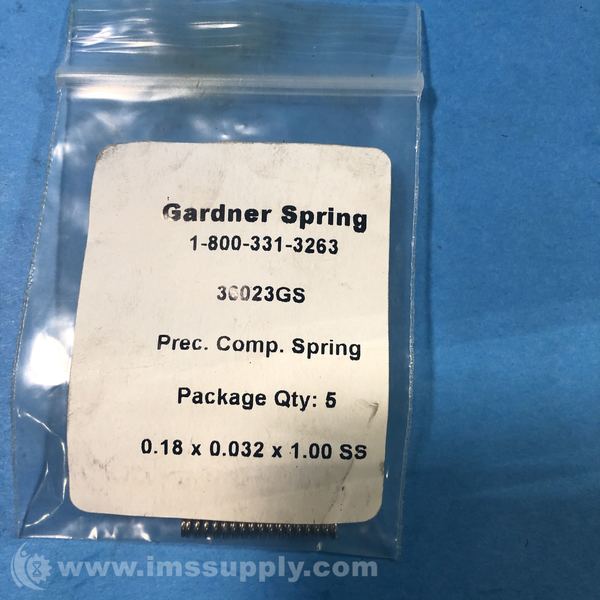 Gardner Spring
1-800-331-3263
36023GS
Prec. Comp. Spring
Package Qty: 5
0.18 x 0.032 x 1.00 SS
www.imssupply.com